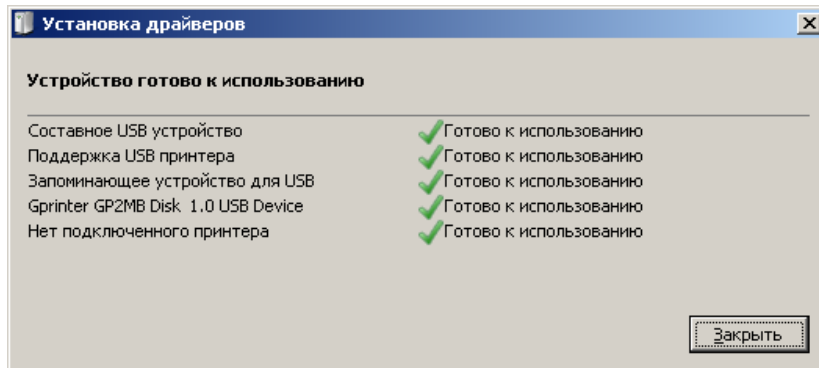 Установка драйверов
Устройство готово к использованию
Составное USB устройство Готово к использованию
Поддержка USB принтера Готово к использованию
Запоминающее устройство для USB Готово к использованию
Gprinter GP2MB Disk 1.0 USB Device Готово к использованию
Нет подключенного принтера Готово к использованию
Закрыть